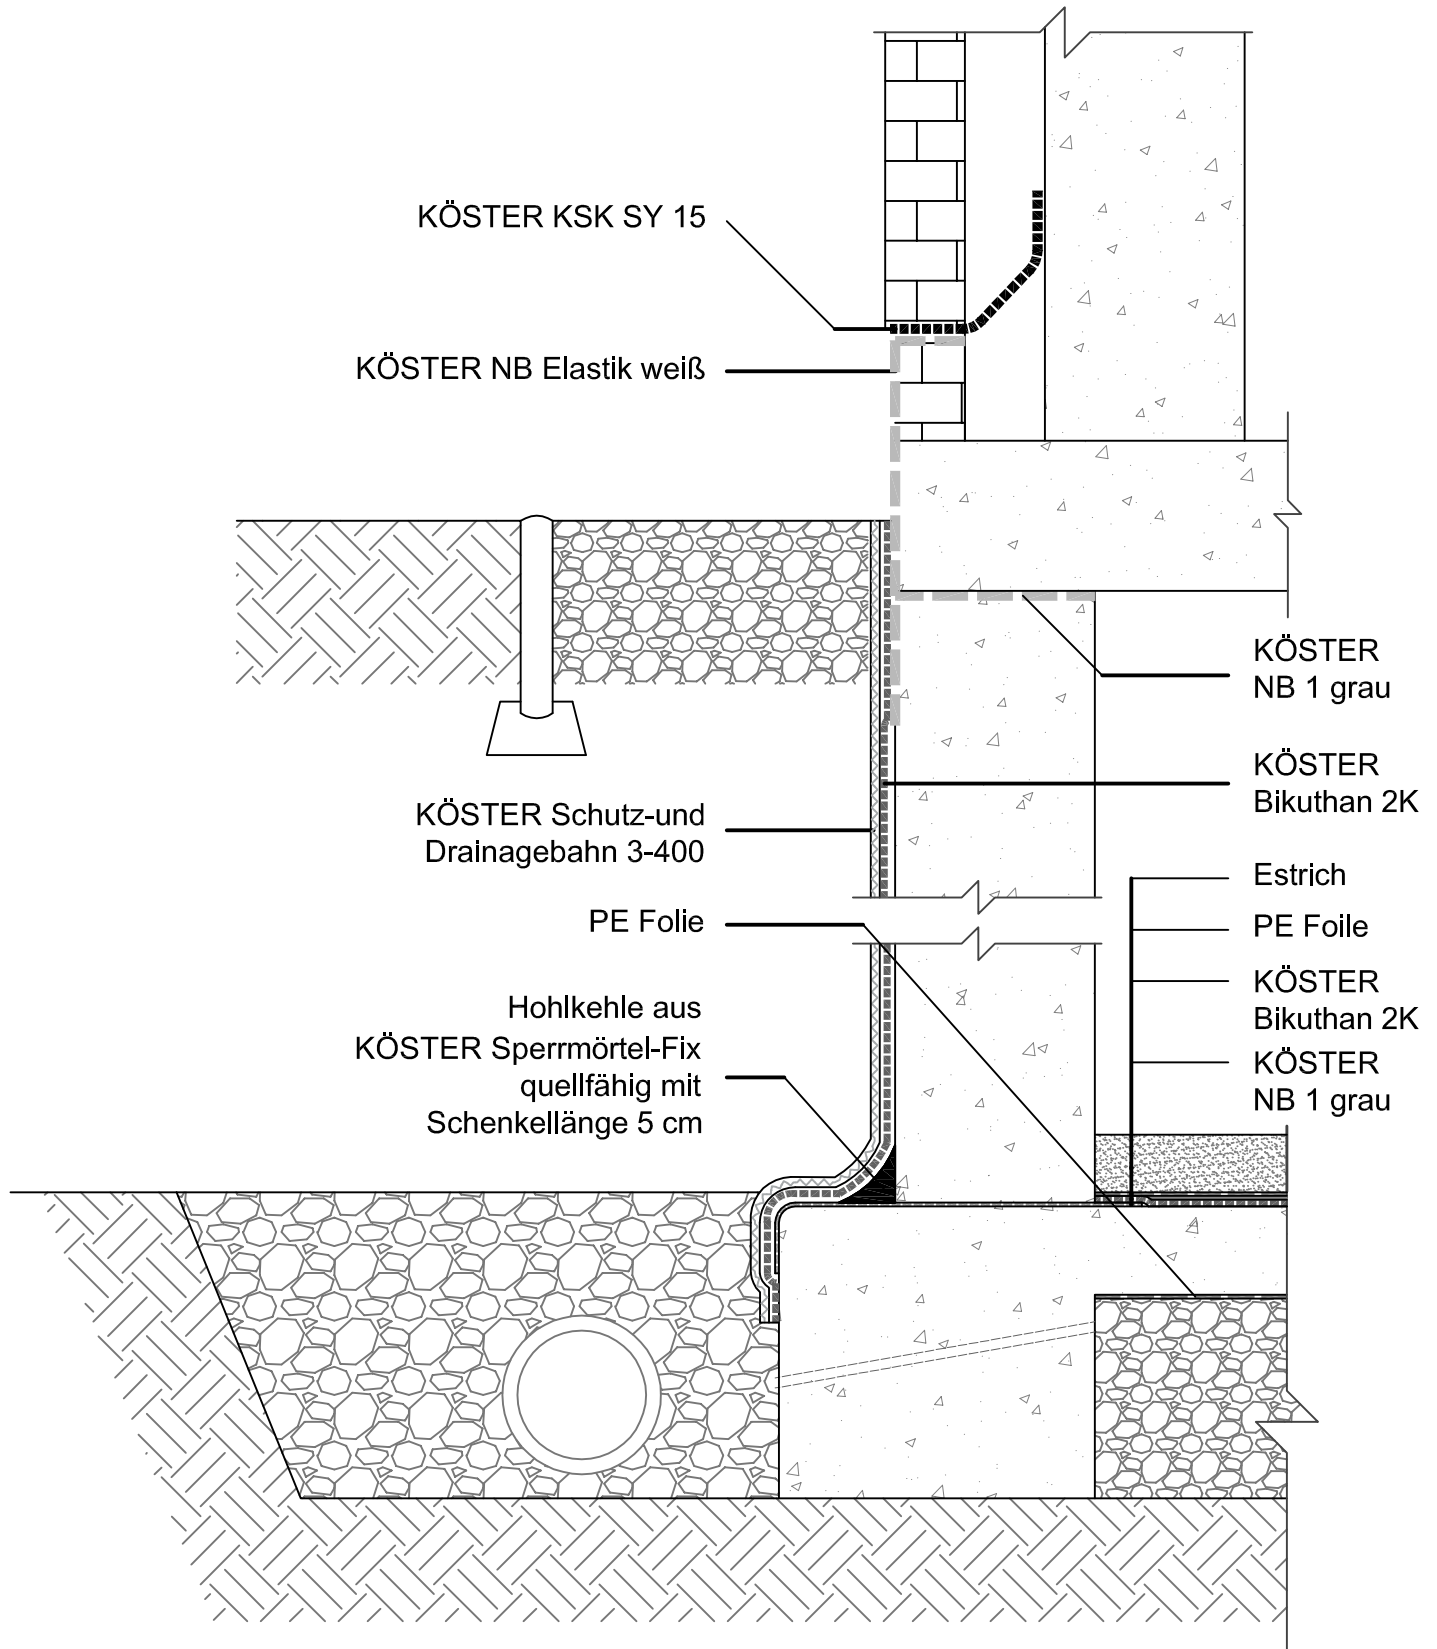 KÖSTER KSK SY 15
KÖSTER NB Elastik weiß
KÖSTER
NB 1 grau
KÖSTER
Bikuthan 2K
KÖSTER Schutz-und
Drainagebahn 3-400
Estrich
PE Folie
PE Foile
KÖSTER
Bikuthan 2K
Hohlkehle aus
KÖSTER Sperrmörtel-Fix
quellfähig mit
Schenkellänge 5 cm
KÖSTER
NB 1 grau